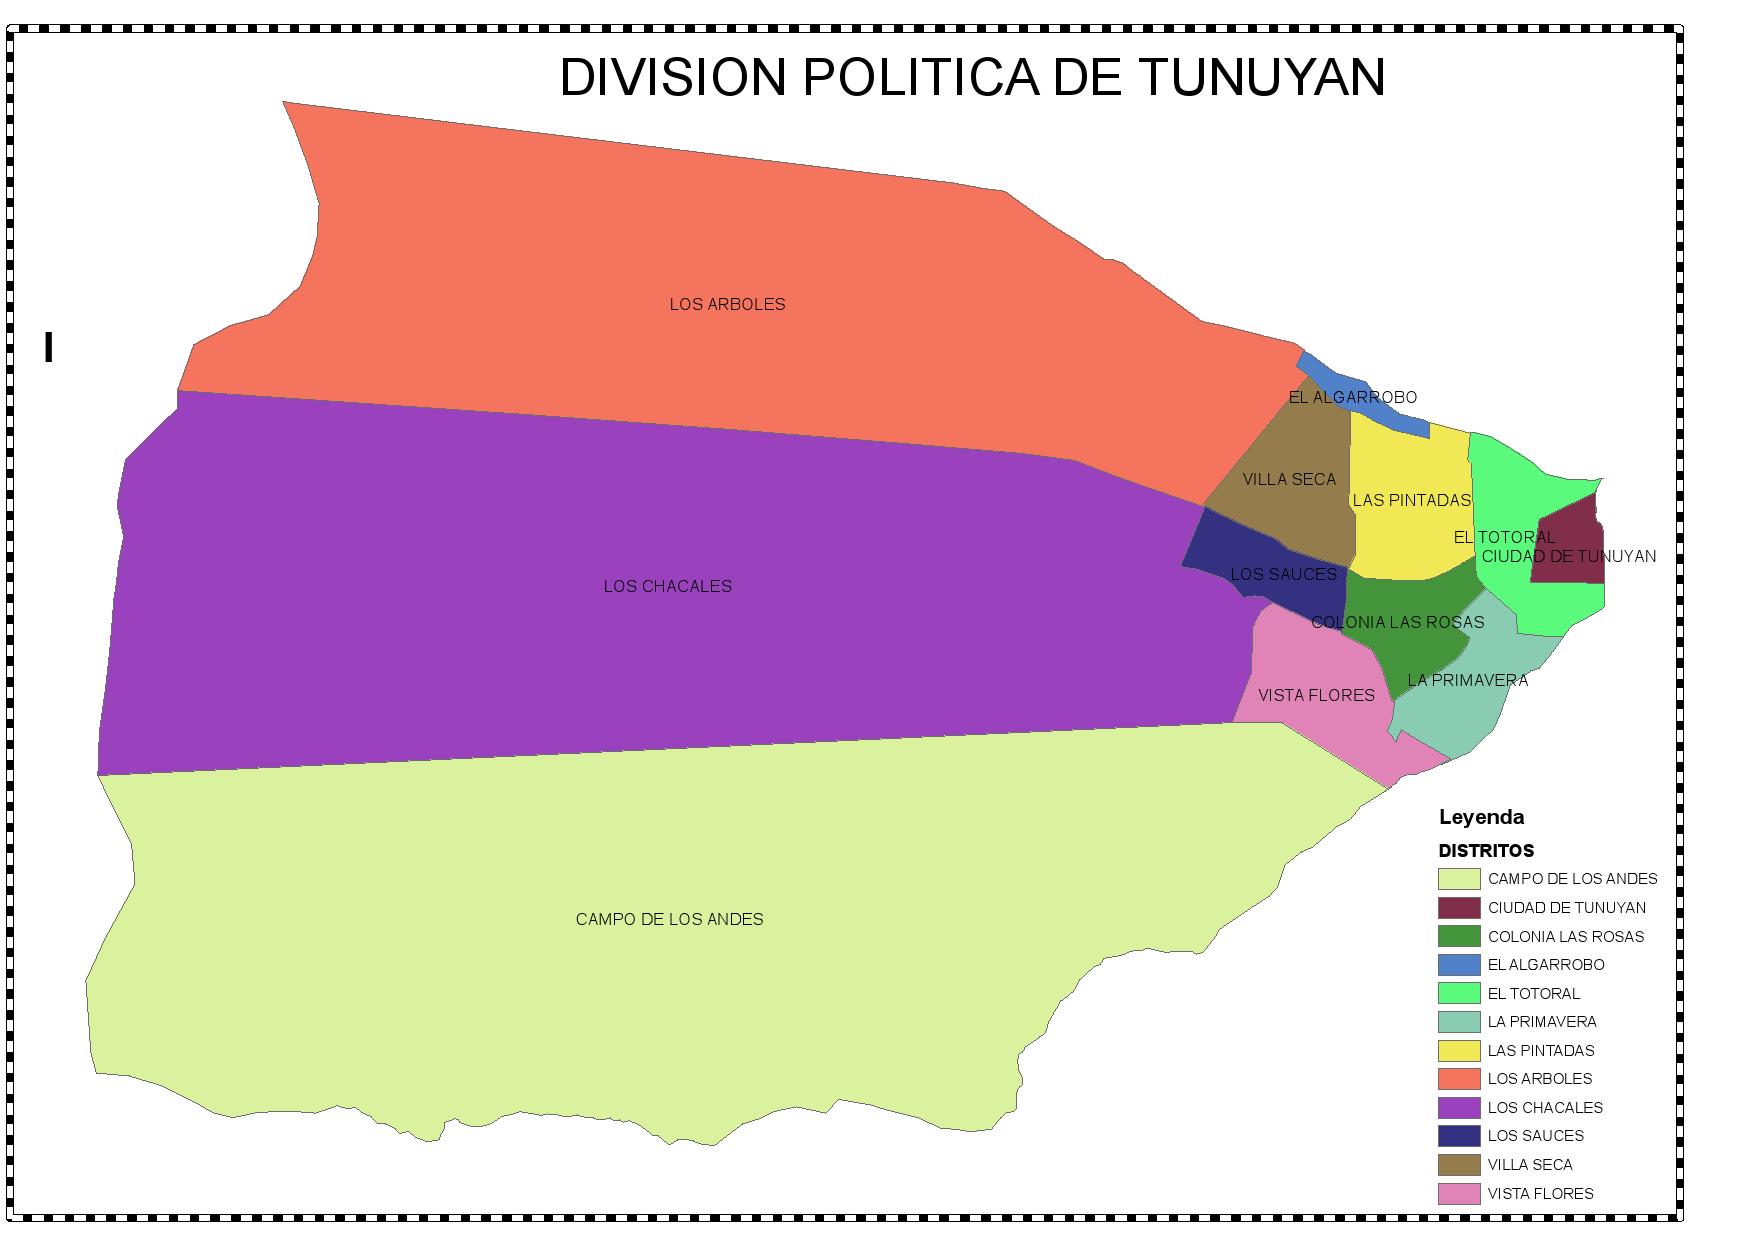 DIVISION POLITICA DE TUNUYAN
LOS ARBOLES
I
EL ALGARROBO
VILLA SECA
LAS PINTADAS
EL TOTORAL
CIUDAD DE TUNUYAN
LOS SAUCES
LOS CHACALES
COLONIA LAS ROSAS
LA PRIMAVERA
VISTA FLORES
CAMPO DE LOS ANDES
Leyenda
DISTRITOS
CAMPO DE LOS ANDES
CIUDAD DE TUNUYAN
COLONIA LAS ROSAS
EL ALGARROBO
EL TOTORAL
LA PRIMAVERA
LAS PINTADAS
LOS ARBOLES
LOS CHACALES
LOS SAUCES
VILLA SECA
VISTA FLORES